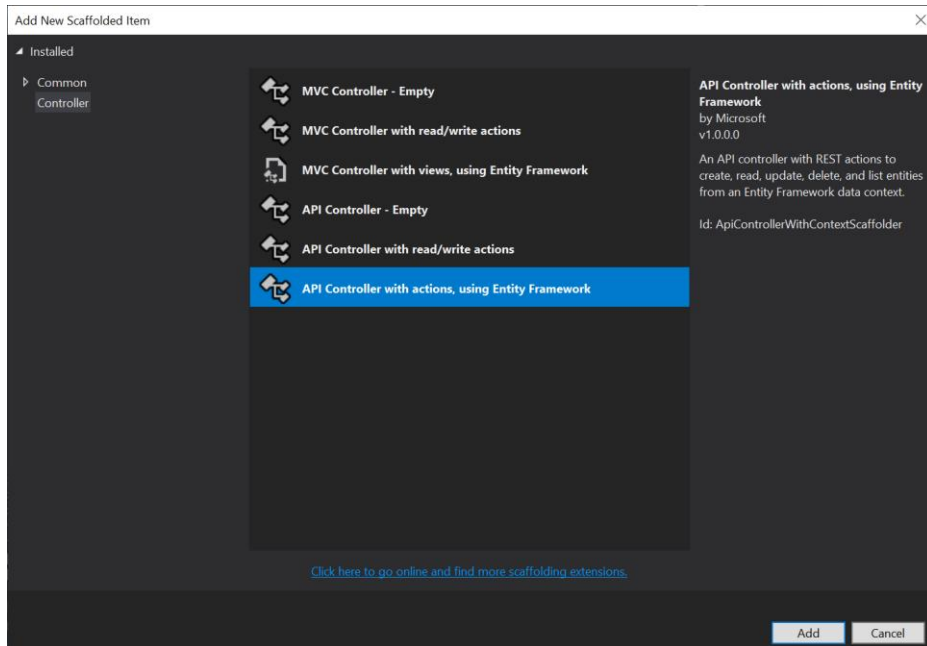 Add New Scaffolded Item
Installed
Common
Controller
MVC Controller - Empty
MVC Controller with read/write actions
MVC Controller with views, using Entity Framework
API Controller - Empty
API Controller with read/write actions
API Controller with actions, using Entity Framework
API Controller with actions, using Entity
Framework
by Microsoft
v1.0.0.0
An API controller with REST actions to
create, read, update, delete, and list entities
from an Entity Framework data context.
Id: ApiControllerWithContextScaffolder
Click here to go online and find more scaffolding extensions.
Add
Cancel